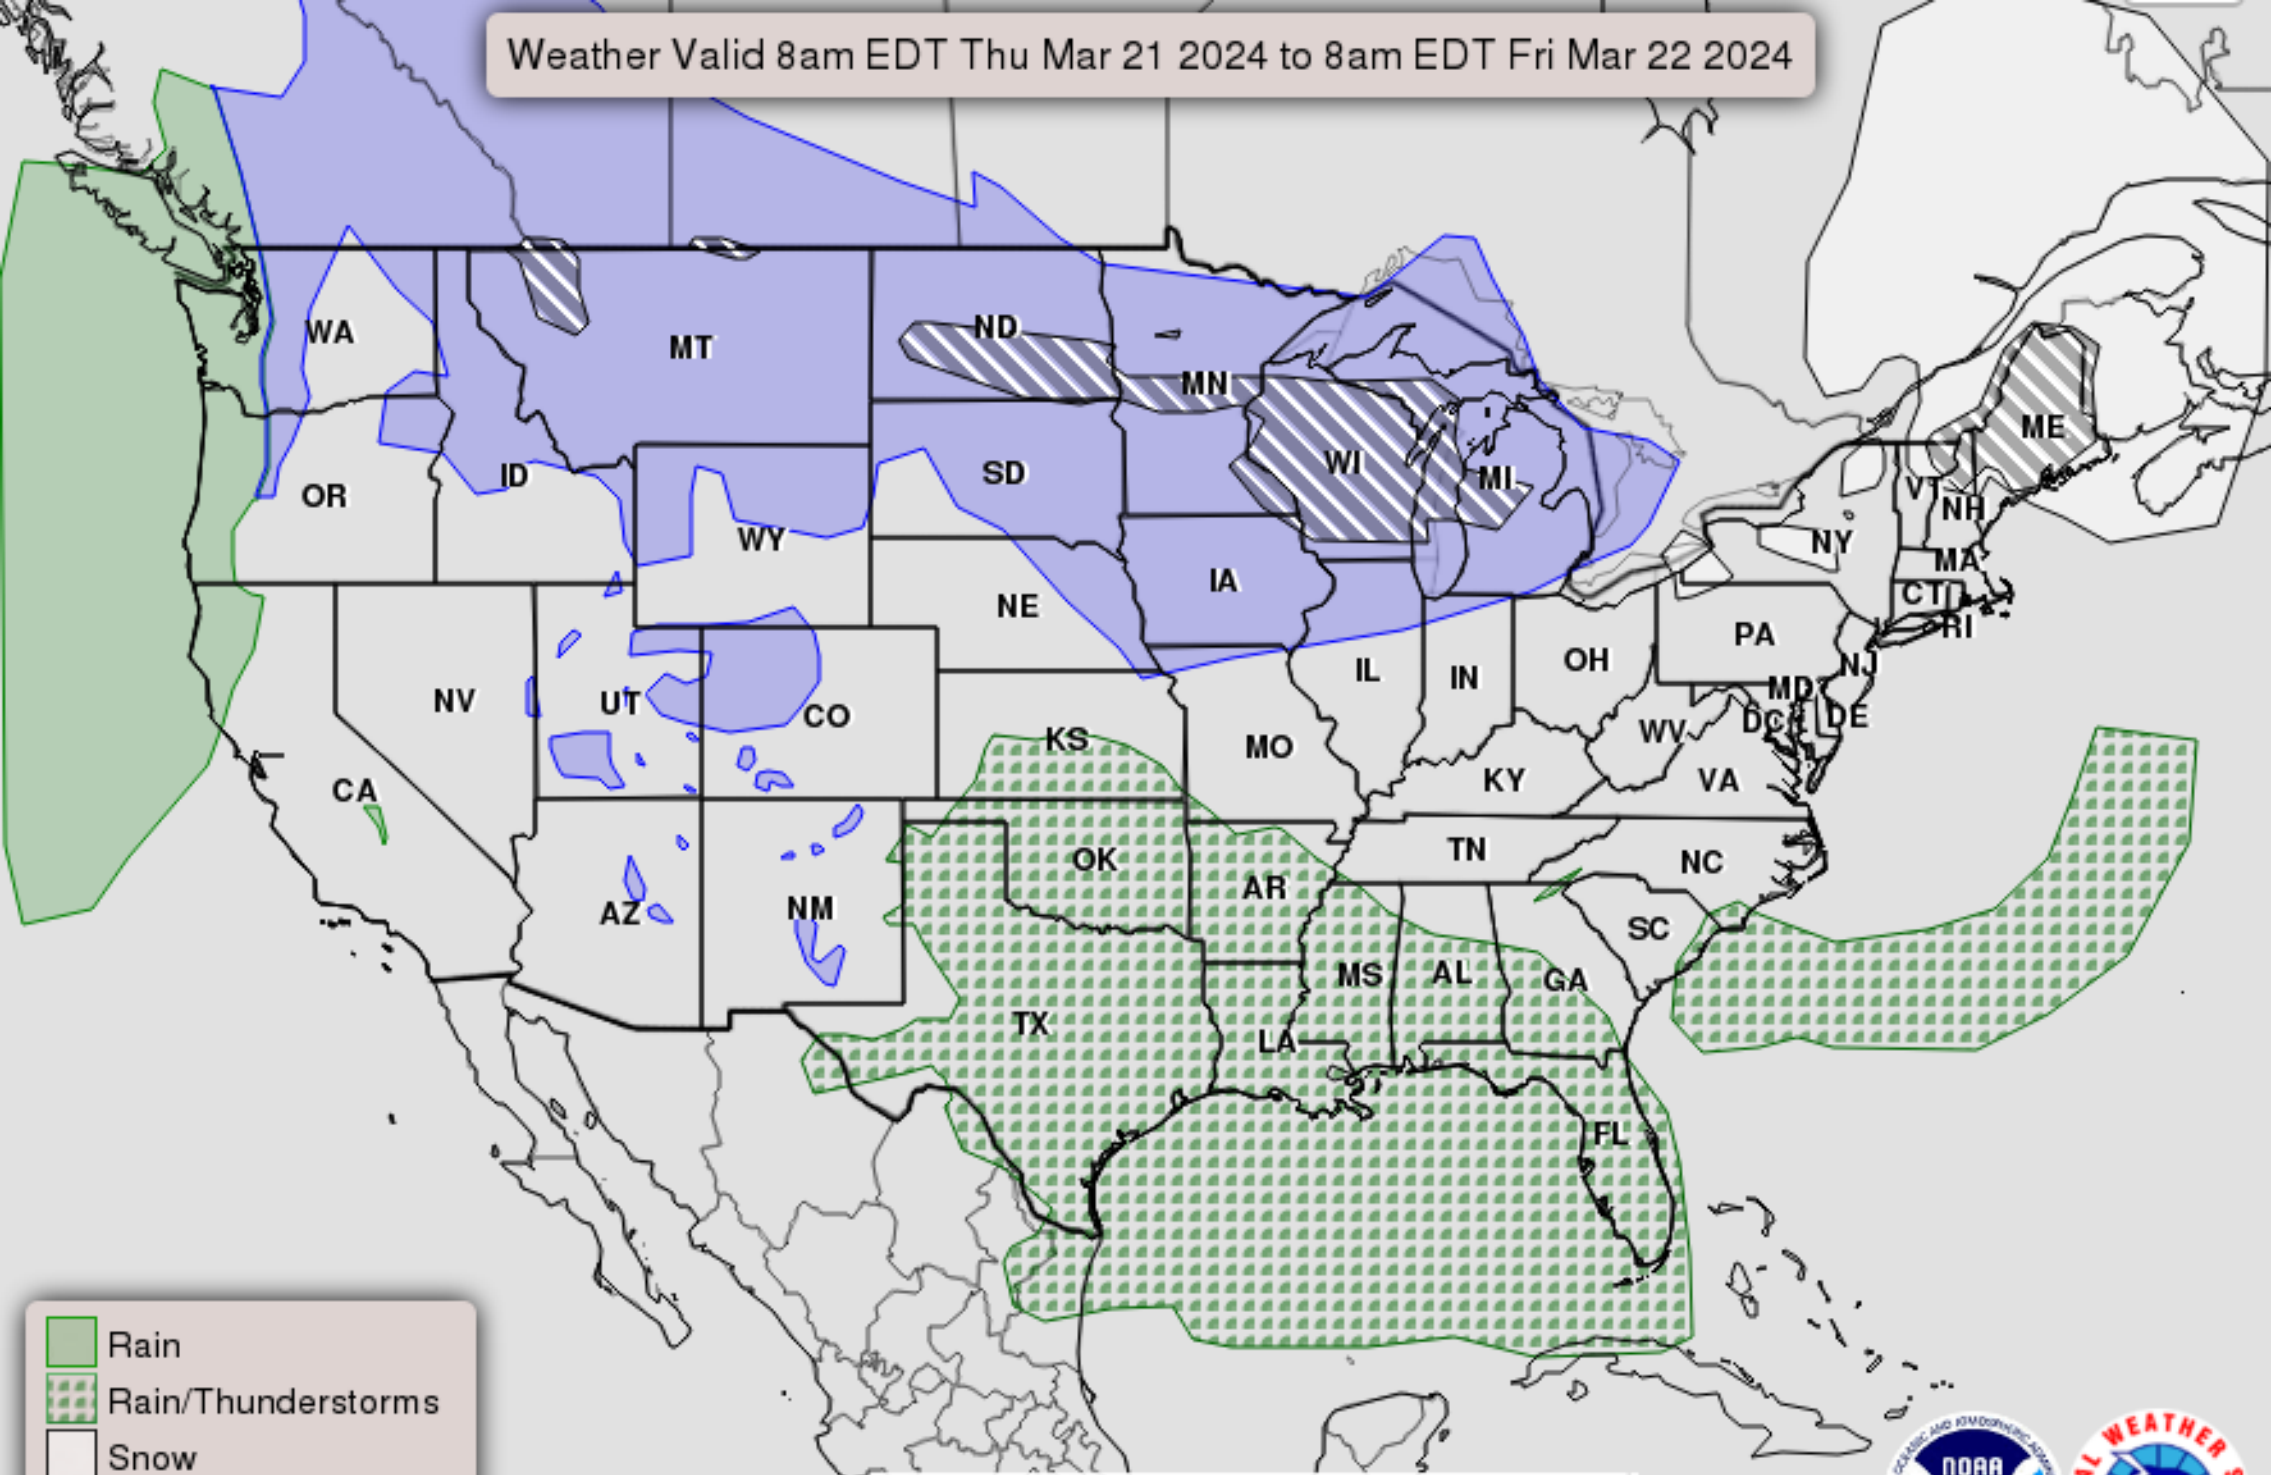 Weather Valid 8am EDT Thu Mar 21 2024 to 8am EDT Fri Mar 22 2024
WA
MT
ND
MN
ME
OR
ID
SD
WI
MI
VT
NH
WY
NY
MA
IA
CT
NE
RI
PA
NV
UT
CO
IL
IN
OH
NJ
MD
DC
DE
KS
MO
WV
CA
KY
VA
OK
TN
NC
AZ
NM
AR
SC
MS
AL
GA
TX
LA
FL
Rain
Rain/Thunderstorms
Snow
NOAA
WEATHER